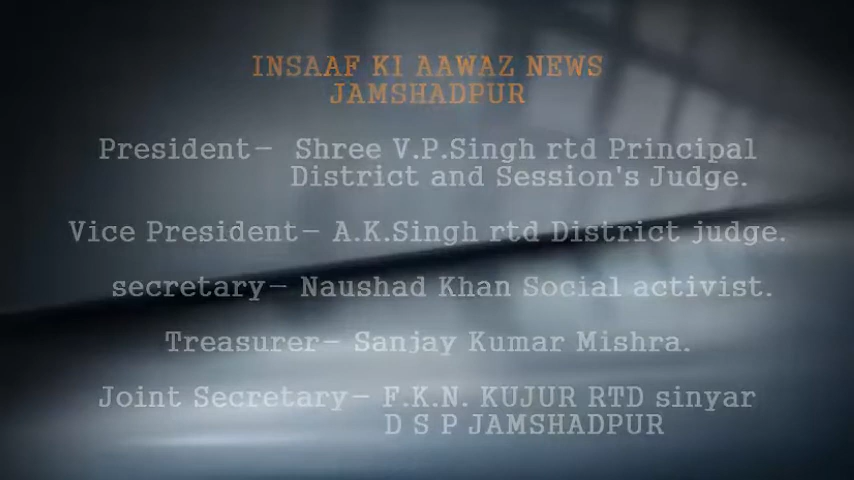 INSAAF KI AAWAZ NEWS
JAMSHADPUR
President- Shree V.P.Singh rtd Principal
District and Session's Judge.
Vice President- A.K.Singh rtd District judge.
secretary- Naushad Khan Social activist.
Treasurer- Sanjay Kumar Mishra.
Joint Secretary- F.K.N. KUJUR RTD sinyar
D S P JAMSHADPUR